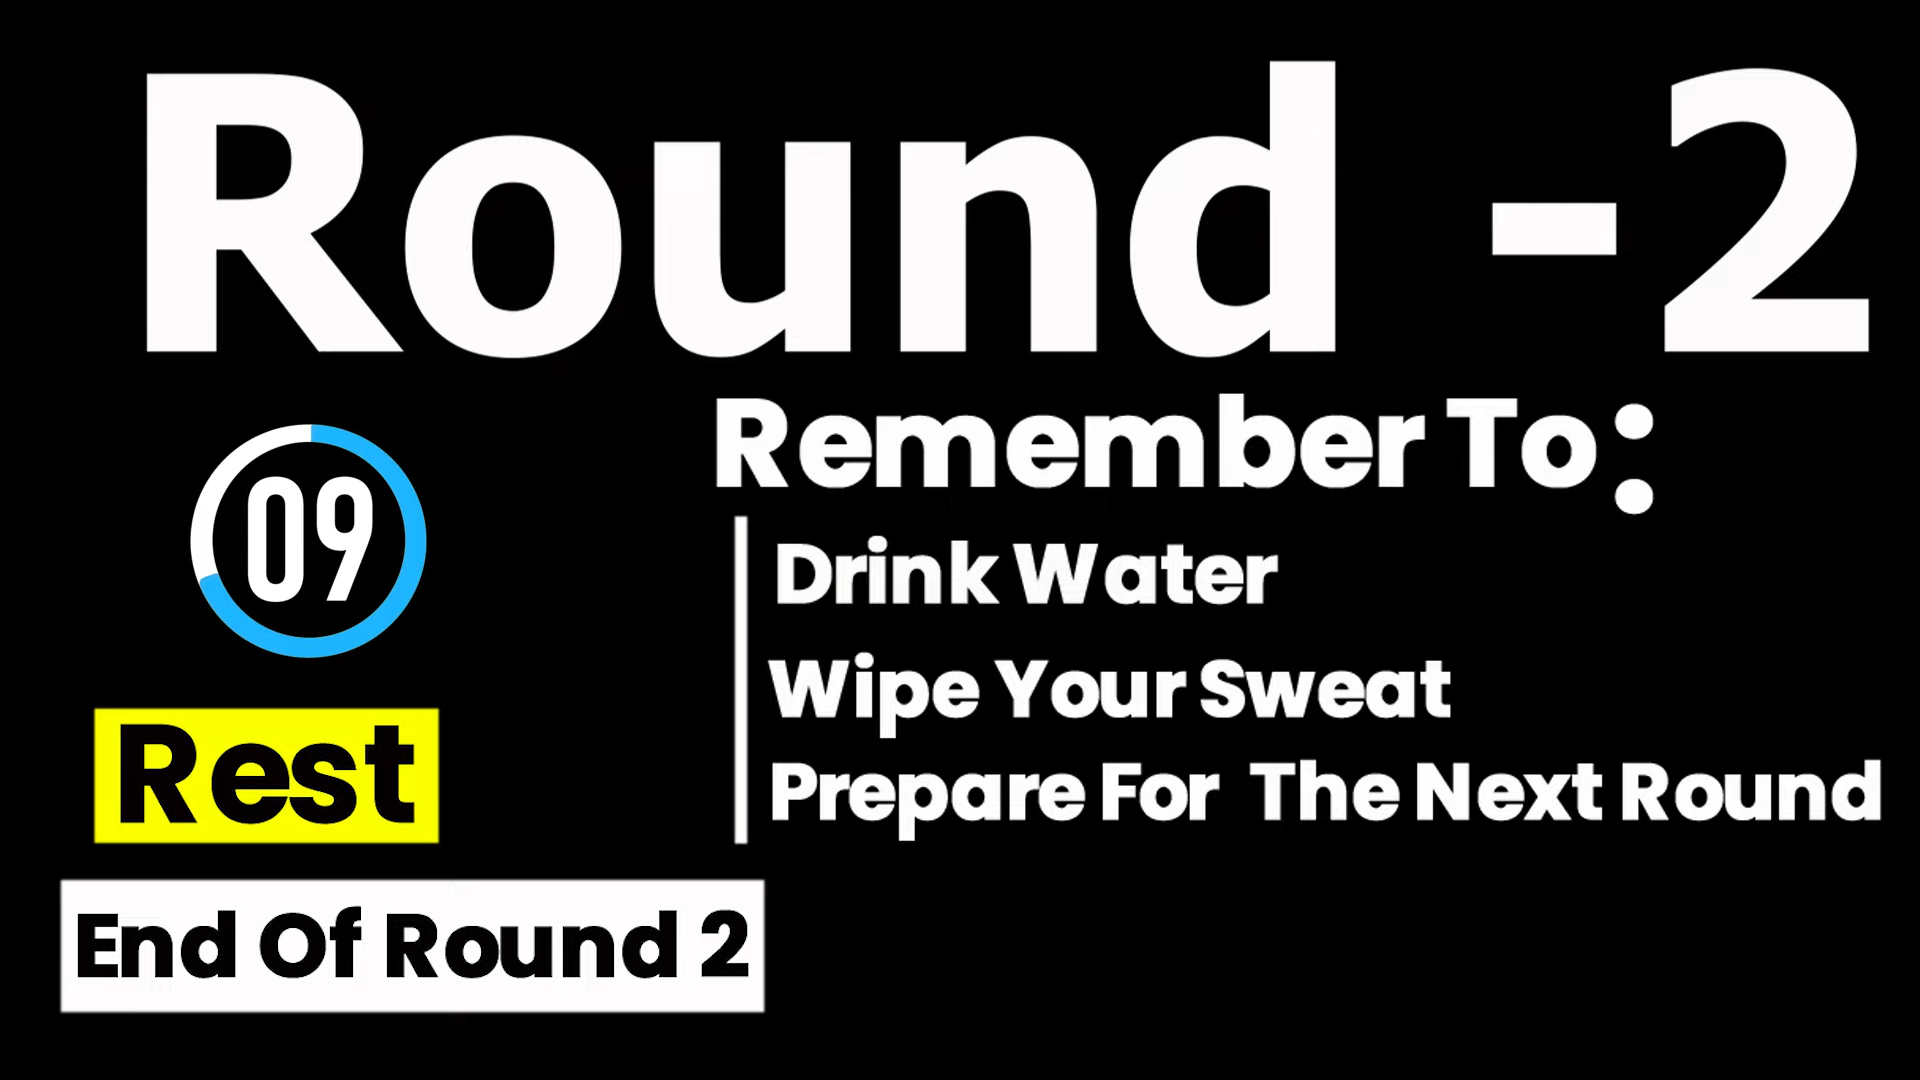 Round -2
Remember To:
09
Drink Water
Wipe Your Sweat
Prepare For The Next Round
Rest
End Of Round 2